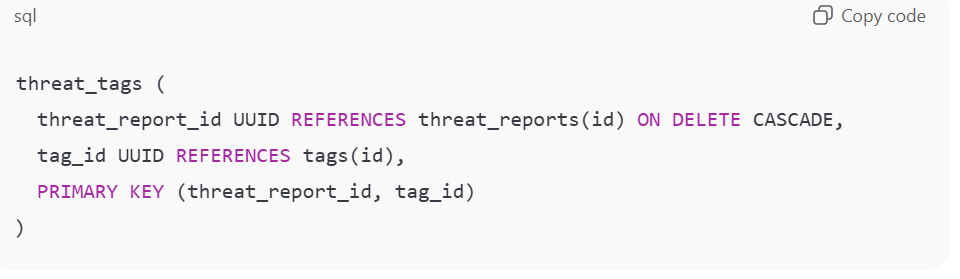 sql
Copy code
threat_tags (
  threat_report_id UUID REFERENCES threat_reports(id) ON DELETE CASCADE,
  tag_id UUID REFERENCES tags(id),
  PRIMARY KEY (threat_report_id, tag_id)
)